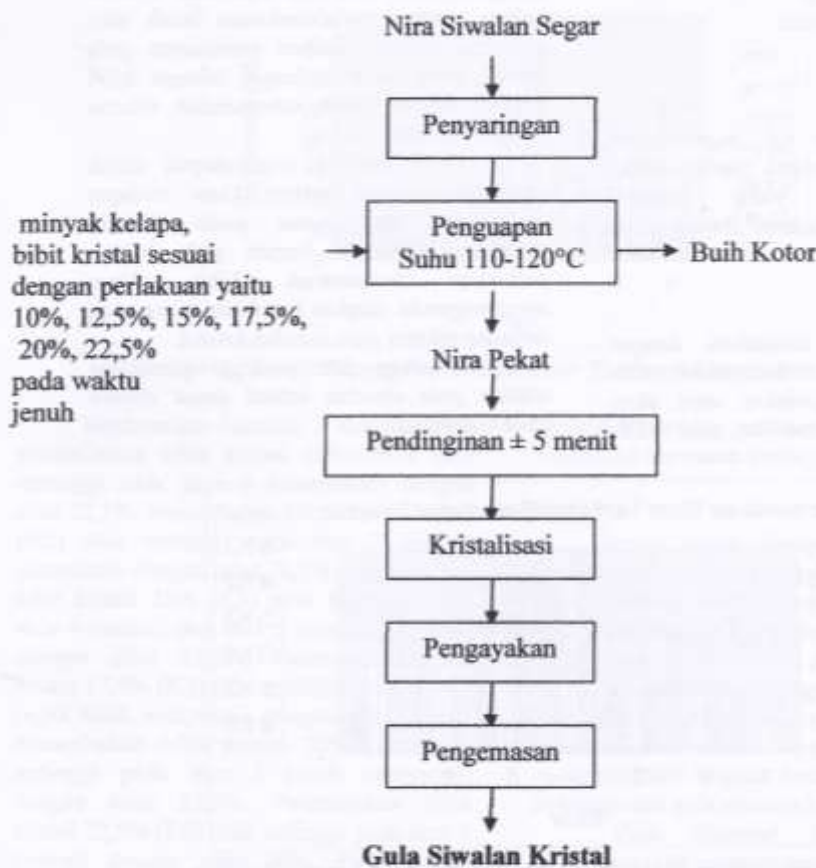 Nira Siwalan Segar
Penyaringan
minyak kelapa,
bibit kristal sesuai
dengan perlakuan yaitu
10%, 12,5%, 15%, 17,5%,
20%, 22,5%
pada waktu
jenuh
Penguapan
Suhu 110-120°C
Buih Kotor
Nira Pekat
Pendinginan ± 5 menit
Kristalisasi
Pengayakan
Pengemasan
Gula Siwalan Kristal